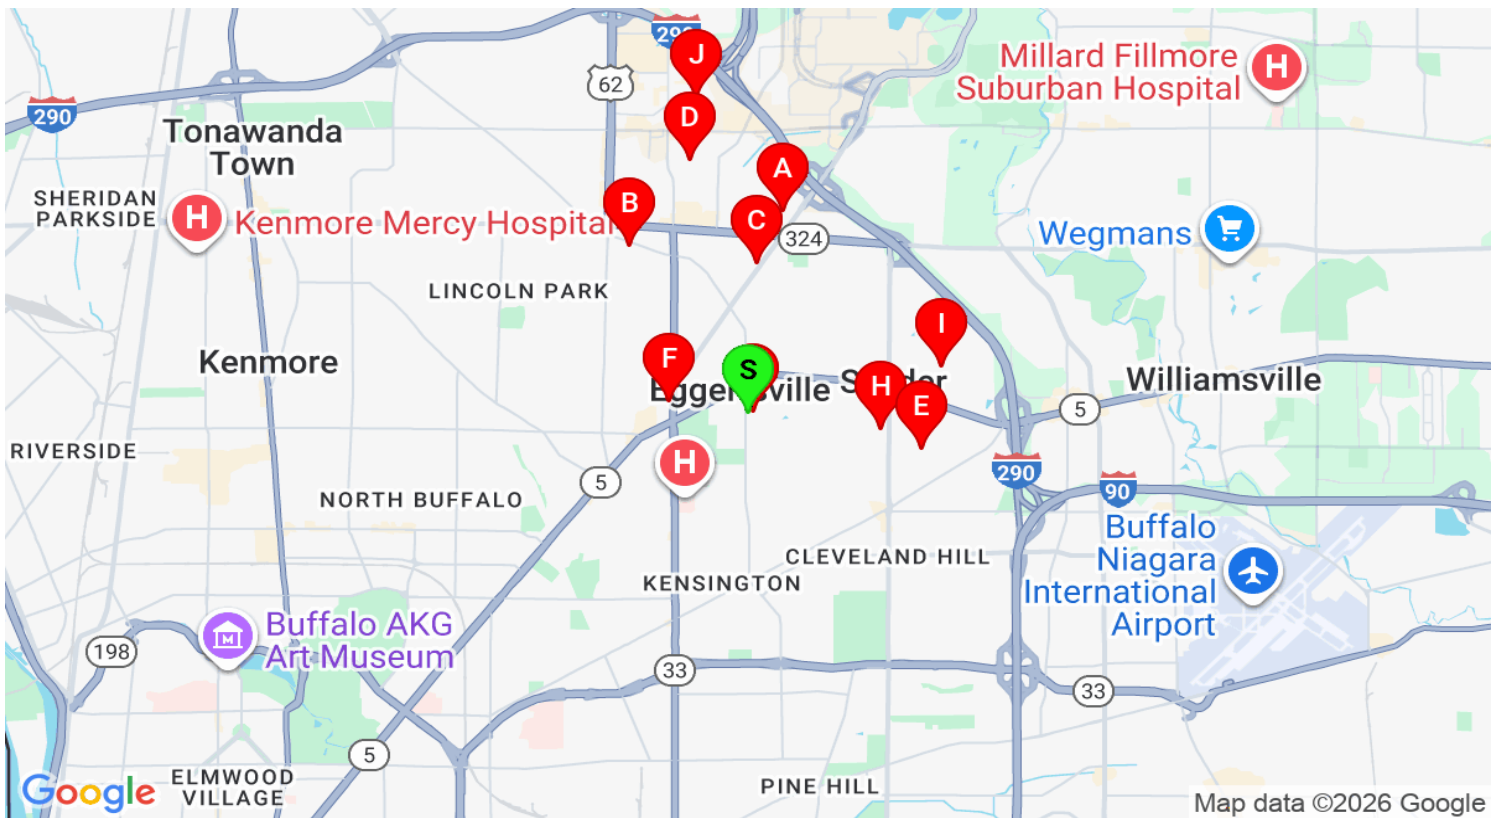 290
J
62
Millard Fillmore
Suburban Hospital
H
290
D
Tonawanda
Town
A
SHERIDAN
PARKSIDE
H
Kenmore Mercy Hospital
B
C
324
Wegmans
LINCOLN PARK
I
Kenmore
F
S
Eggertsville
H
E
Williamsville
5
RIVERSIDE
H
290
5
90
NORTH BUFFALO
Buffalo
Niagara
International
Airport
CLEVELAND HILL
KENSINGTON
Buffalo AKG
Art Museum
198
33
33
5
ELMWOOD
VILLAGE
PINE HILL
Google
Map data ©2026 Google